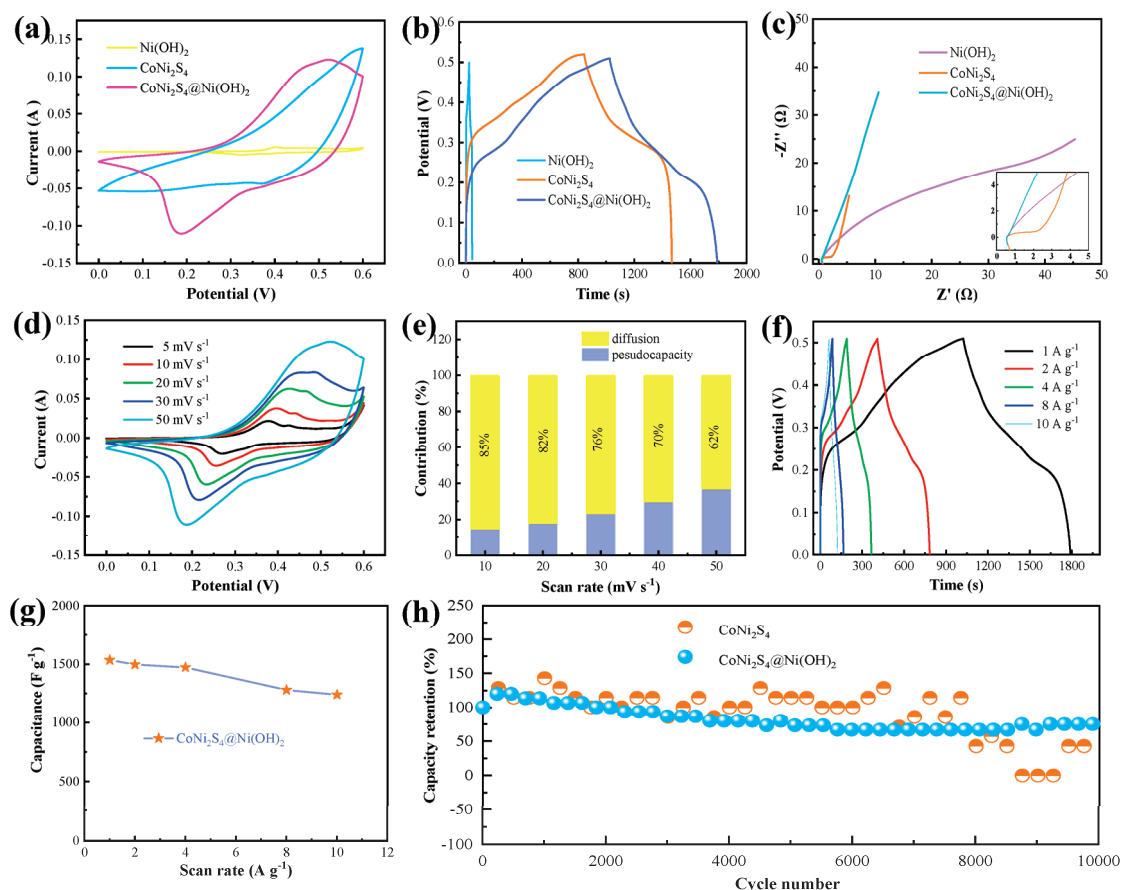 (a)
0.15
0.10
0.05
0.00
-0.05
-0.10
-0.15
Current (A)
Ni(OH)₂
CoNi₂S₄
CoNi₂S₄@Ni(OH)₂
0.0 0.1 0.2 0.3 0.4 0.5 0.6
Potential (V)
(b)
0.6
0.5
0.4
0.3
0.2
0.1
0.0
Potential (V)
Ni(OH)₂
CoNi₂S₄
CoNi₂S₄@Ni(OH)₂
0 400 800 1200 1600 2000
Time (s)
(c)
50
40
30
20
10
0
-Z'' (Ω)
Ni(OH)₂
CoNi₂S₄
CoNi₂S₄@Ni(OH)₂
4
2
0
0 1 2 3 4 5
0 10 20 30 40 50
Z' (Ω)
(d)
0.15
0.10
0.05
0.00
-0.05
-0.10
-0.15
Current (A)
5 mV s⁻¹
10 mV s⁻¹
20 mV s⁻¹
30 mV s⁻¹
50 mV s⁻¹
0.0 0.1 0.2 0.3 0.4 0.5 0.6
Potential (V)
(e)
120
100
80
60
40
20
0
Contribution (%)
diffusion
pesudocapacity
85% 82% 76% 70% 62%
10 20 30 40 50
Scan rate (mV s⁻¹)
(f)
0.5
0.4
0.3
0.2
0.1
0.0
Potential (V)
1 A g⁻¹
2 A g⁻¹
4 A g⁻¹
8 A g⁻¹
10 A g⁻¹
0 300 600 900 1200 1500 1800
Time (s)
(g)
2000
1500
1000
500
0
Capacitance (F g⁻¹)
CoNi₂S₄@Ni(OH)₂
0 2 4 6 8 10 12
Scan rate (A g⁻¹)
(h)
250
200
150
100
50
0
-50
-100
Capacity retention (%)
CoNi₂S₄
CoNi₂S₄@Ni(OH)₂
0 2000 4000 6000 8000 10000
Cycle number